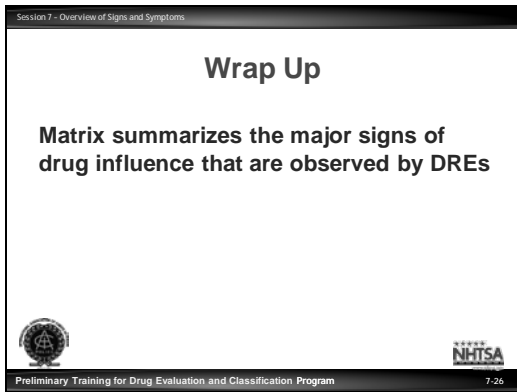 Session 7 - Overview of Signs and Symptoms
Wrap Up
Matrix summarizes the major signs of
drug influence that are observed by DREs
NHTSA
Preliminary Training for Drug Evaluation and Classification Program
7-26